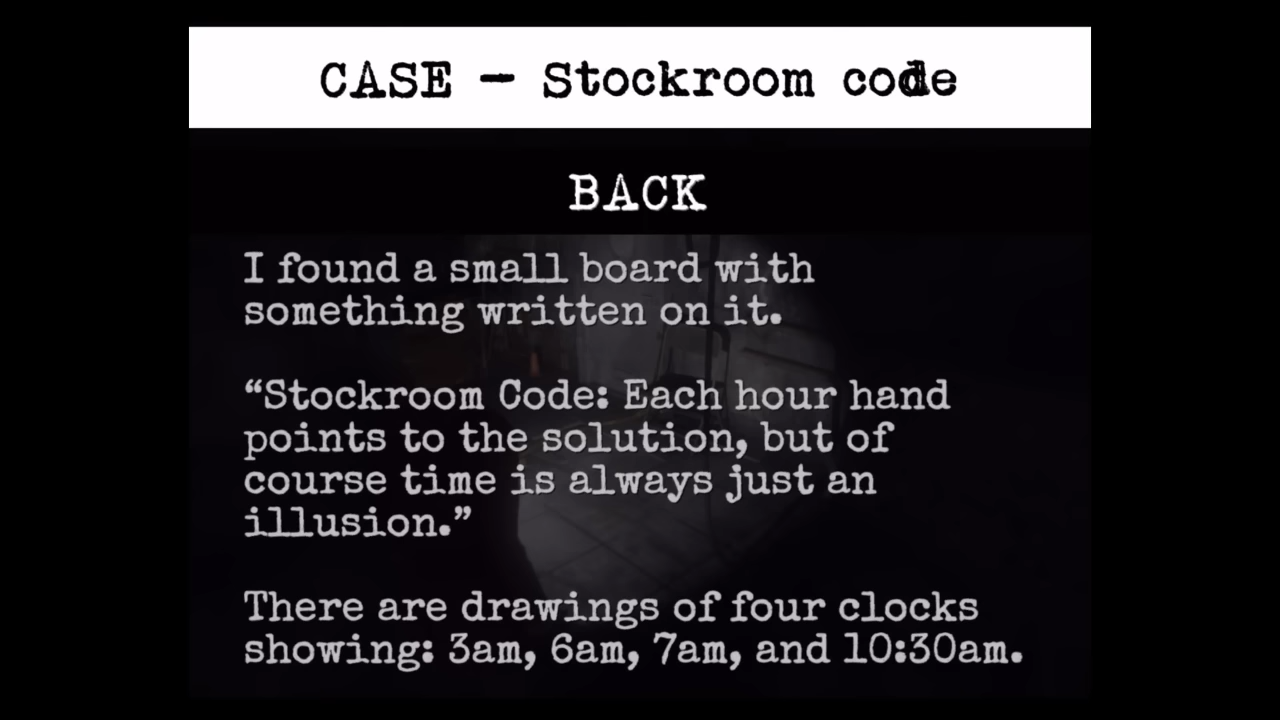 CASE – Stockroom code
BACK
I found a small board with
something written on it.
“Stockroom Code: Each hour hand
points to the solution, but of
course time is always just an
illusion.”
There are drawings of four clocks
showing: 3am, 6am, 7am, and 10:30am.